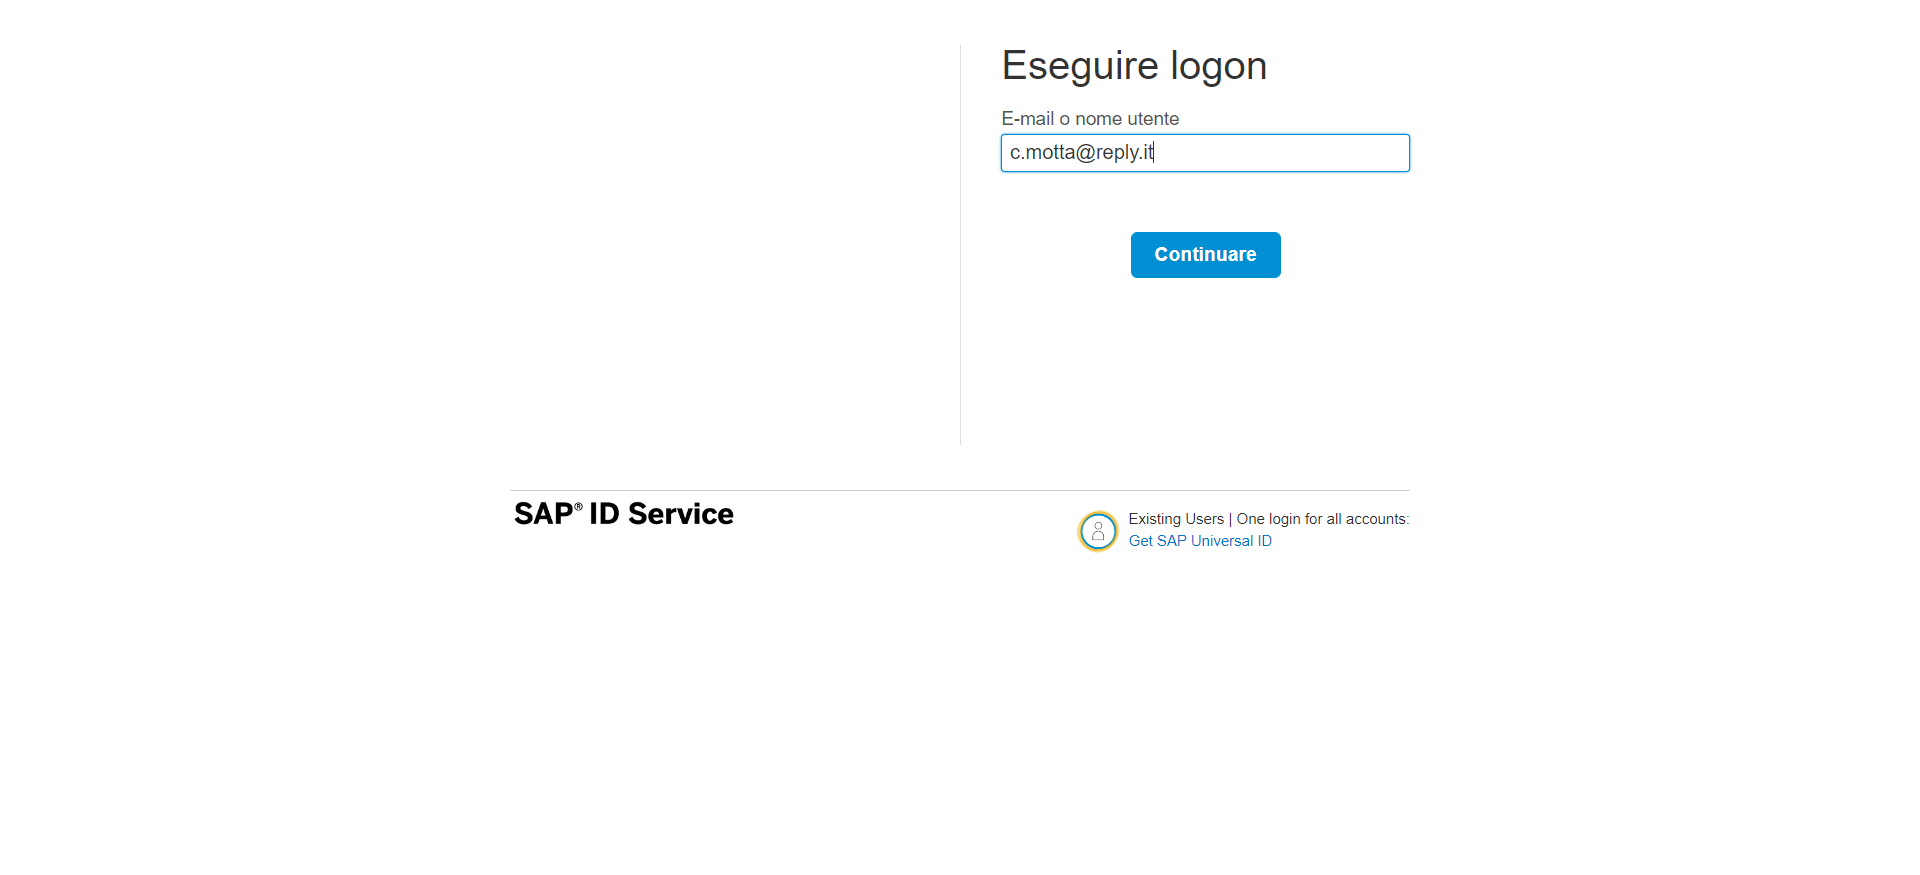 Eseguire logon
E-mail o nome utente
c.motta@reply.it
Continuare
SAP® ID Service
Existing Users | One login for all accounts:
Get SAP Universal ID